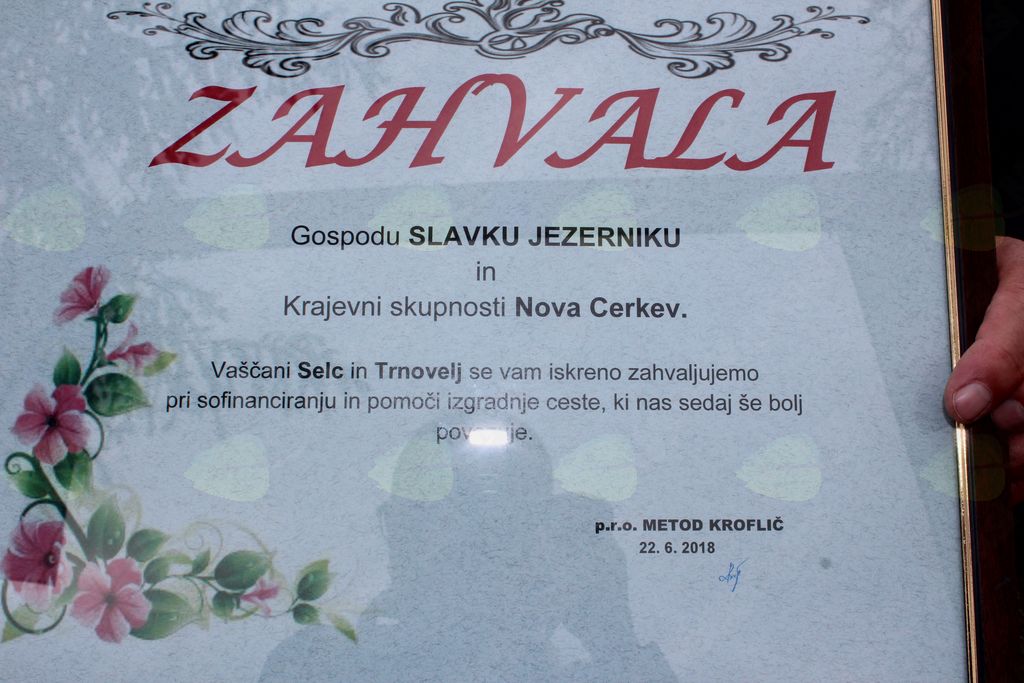 ZAHVALA
Gospodu SLAVKU JEZERNIKU
in
Krajevni skupnosti Nova Cerkev.
Vaščani Selc in Trnovelj se vam iskreno zahvaljujemo
pri sofinanciranju in pomoči izgradnje ceste, ki nas sedaj še bolj
povezuje.
p.r.o. METOD KROFLIČ
22. 6. 2018